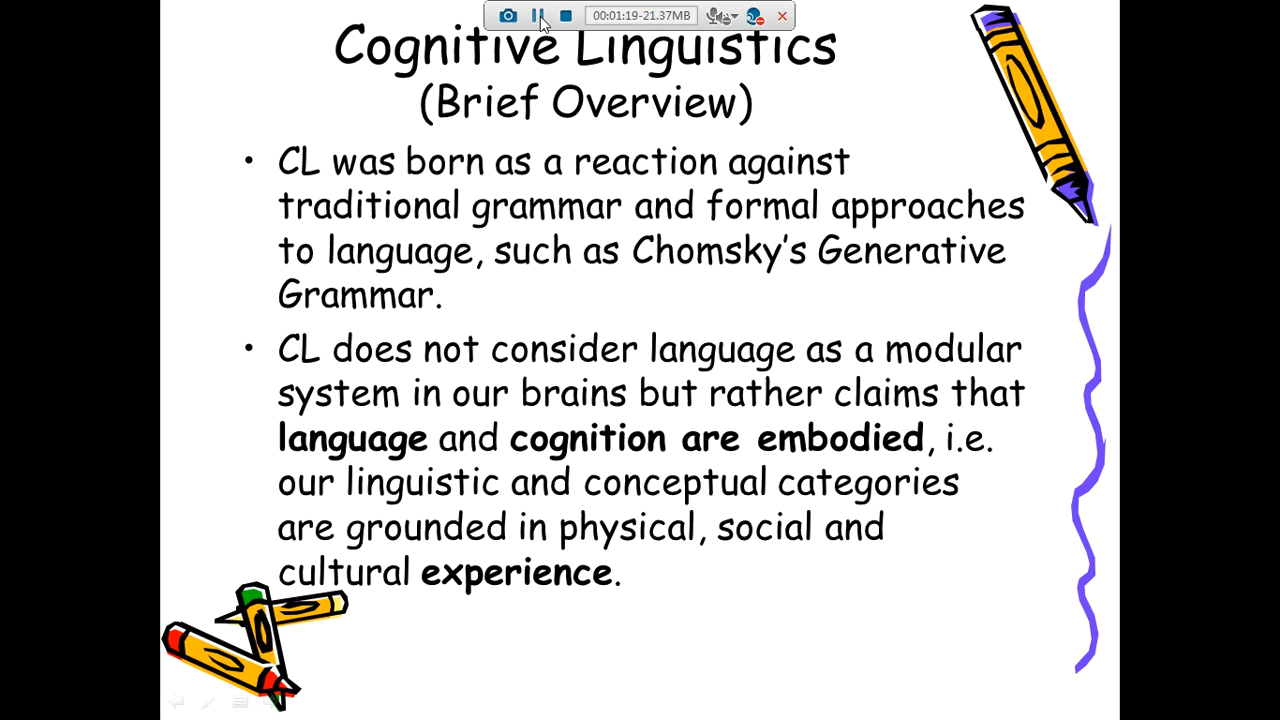 00:01:19-21.37MB
Cognitive Linguistics
(Brief Overview)
• CL was born as a reaction against
traditional grammar and formal approaches
to language, such as Chomsky's Generative
Grammar.
• CL does not consider language as a modular
system in our brains but rather claims that
language and cognition are embodied, i.e.
our linguistic and conceptual categories
are grounded in physical, social and
cultural experience.